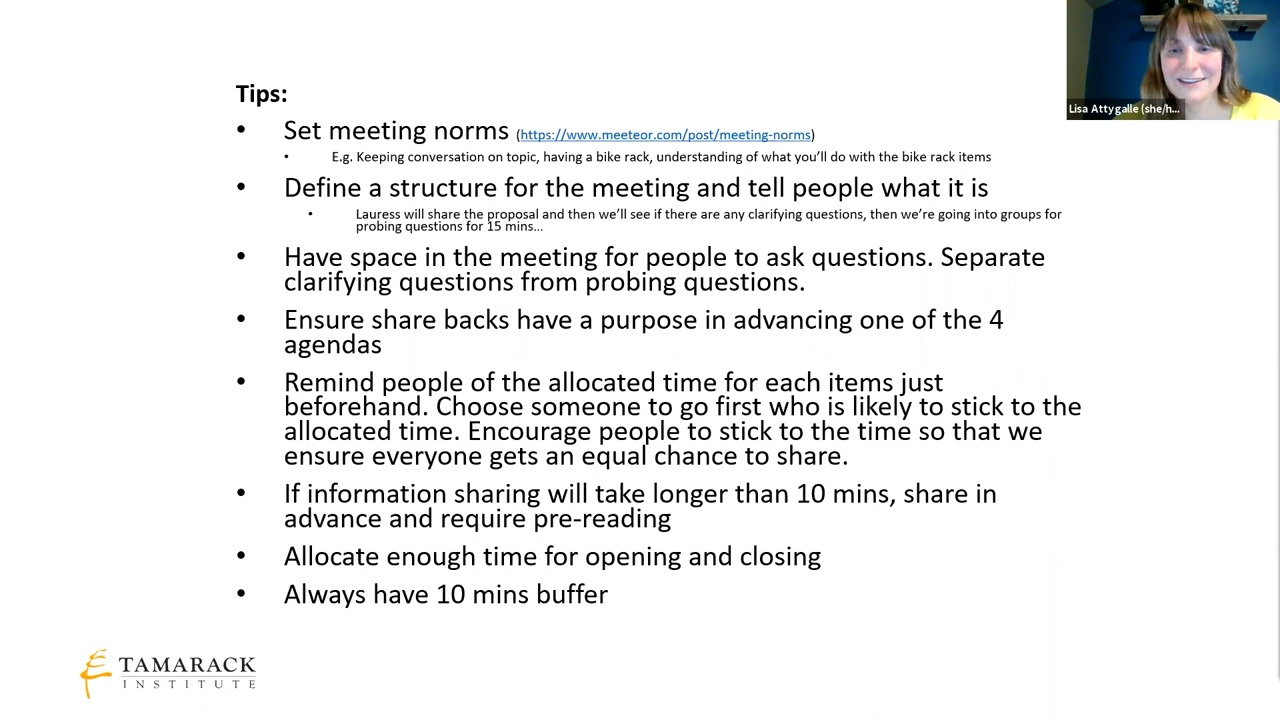 Lisa Attygalle (she/h...
Tips:
• Set meeting norms (https://www.meeteor.com/post/meeting-norms)
• E.g. Keeping conversation on topic, having a bike rack, understanding of what you’ll do with the bike rack items
• Define a structure for the meeting and tell people what it is
• Lauress will share the proposal and then we’ll see if there are any clarifying questions, then we’re going into groups for
probing questions for 15 mins…
• Have space in the meeting for people to ask questions. Separate
clarifying questions from probing questions.
• Ensure share backs have a purpose in advancing one of the 4
agendas
• Remind people of the allocated time for each items just
beforehand. Choose someone to go first who is likely to stick to the
allocated time. Encourage people to stick to the time so that we
ensure everyone gets an equal chance to share.
• If information sharing will take longer than 10 mins, share in
advance and require pre-reading
• Allocate enough time for opening and closing
• Always have 10 mins buffer
TAMARACK
INSTITUTE